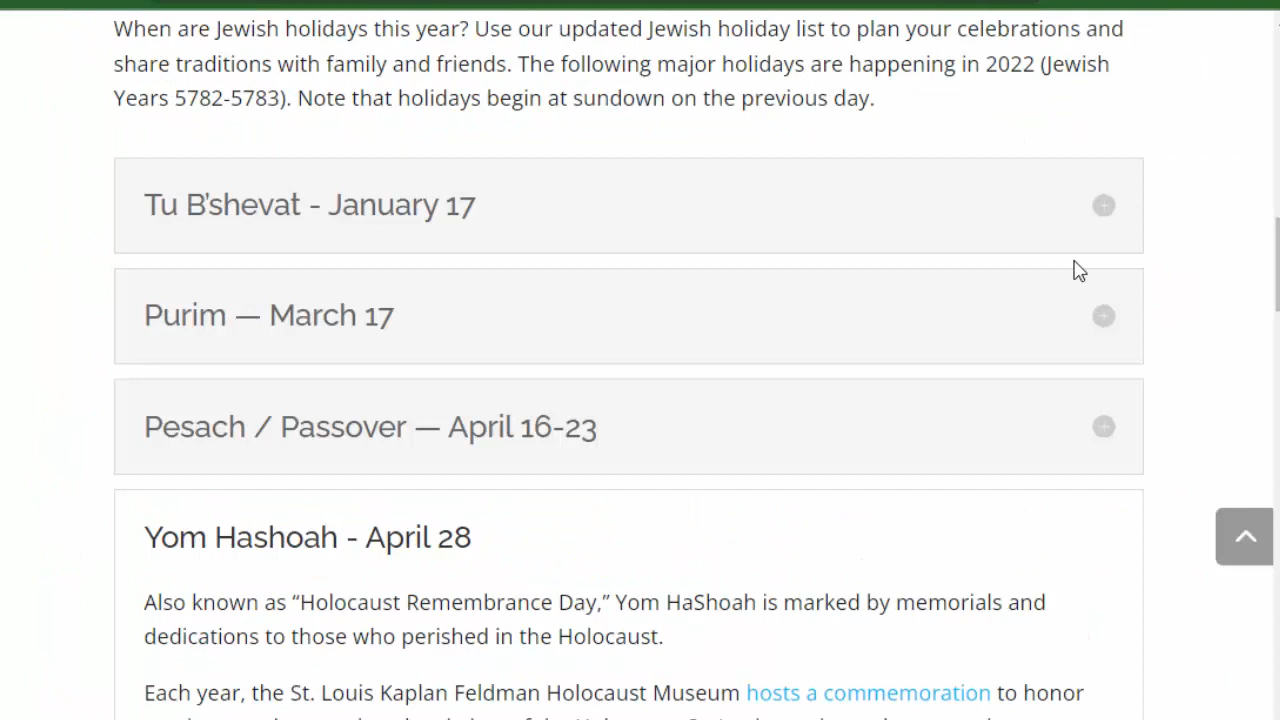 When are Jewish holidays this year? Use our updated Jewish holiday list to plan your celebrations and
share traditions with family and friends. The following major holidays are happening in 2022 (Jewish
Years 5782-5783). Note that holidays begin at sundown on the previous day.
Tu B’shevat - January 17
Purim — March 17
Pesach / Passover — April 16-23
Yom Hashoah - April 28
Also known as “Holocaust Remembrance Day,” Yom HaShoah is marked by memorials and
dedications to those who perished in the Holocaust.
Each year, the St. Louis Kaplan Feldman Holocaust Museum hosts a commemoration to honor